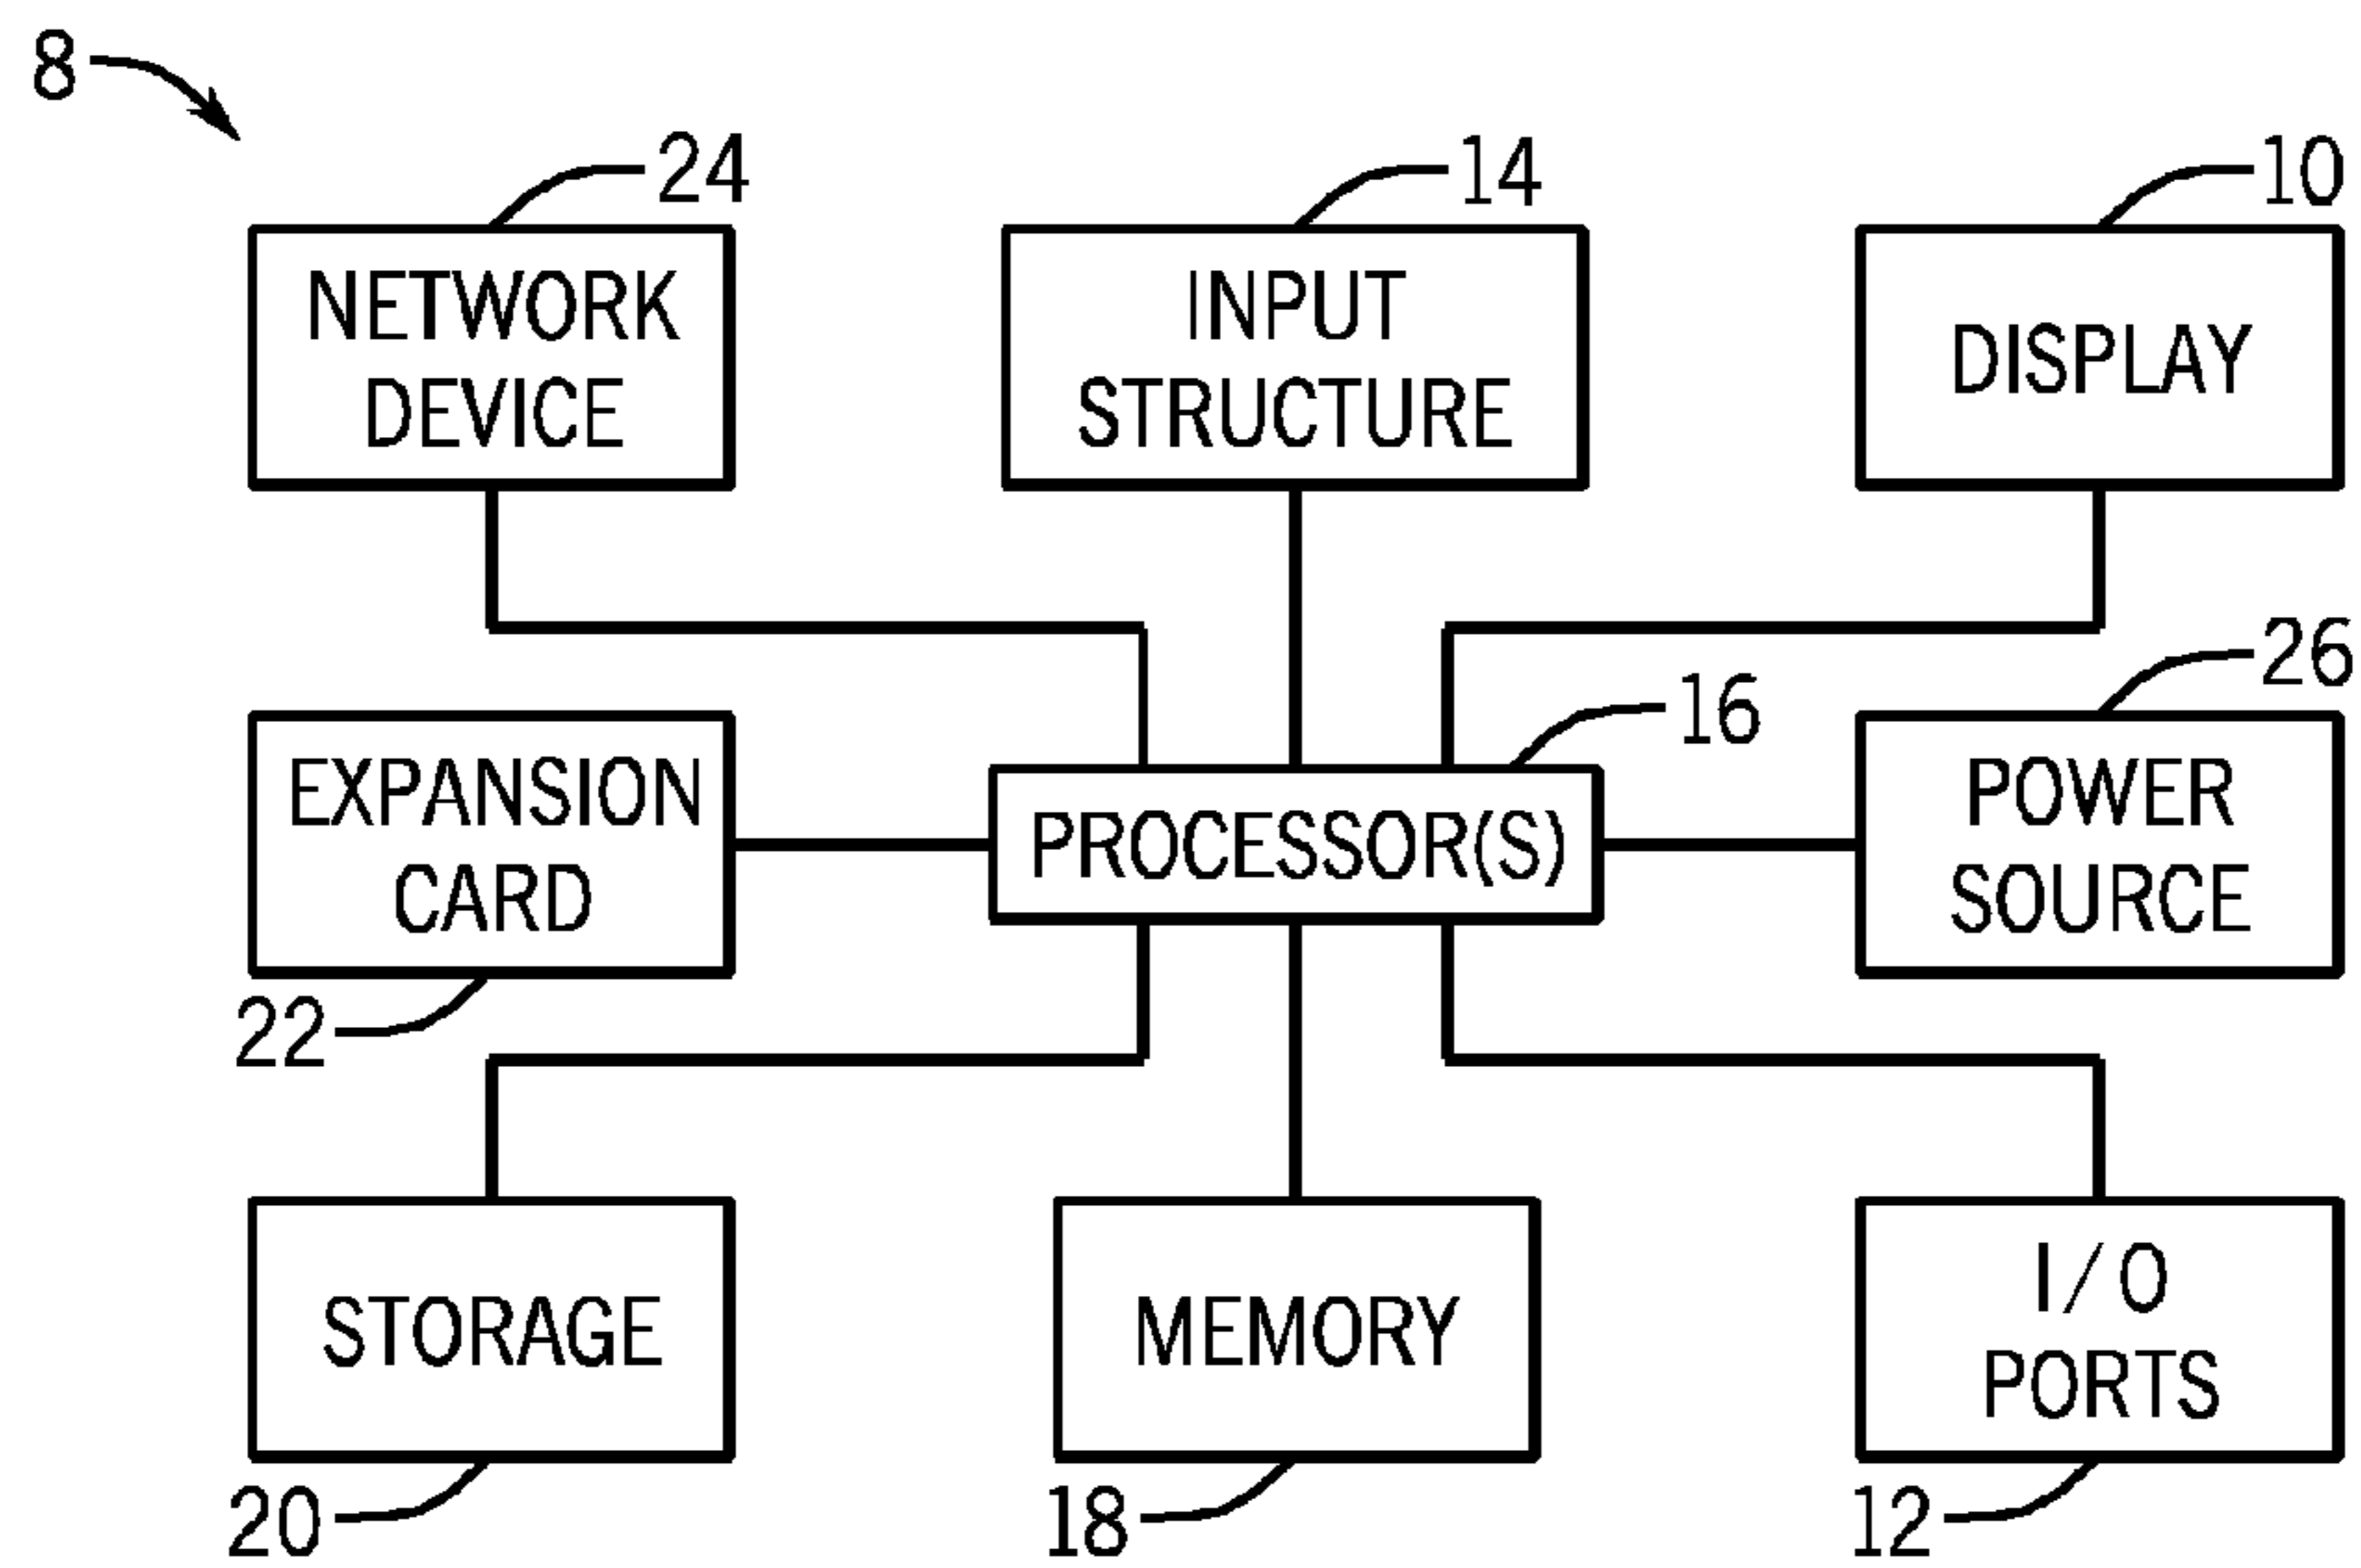 8
24
14
10
NETWORK
DEVICE
INPUT
STRUCTURE
DISPLAY
26
16
EXPANSION
CARD
PROCESSOR(S)
POWER
SOURCE
22
STORAGE
MEMORY
I/O
PORTS
20
18
12